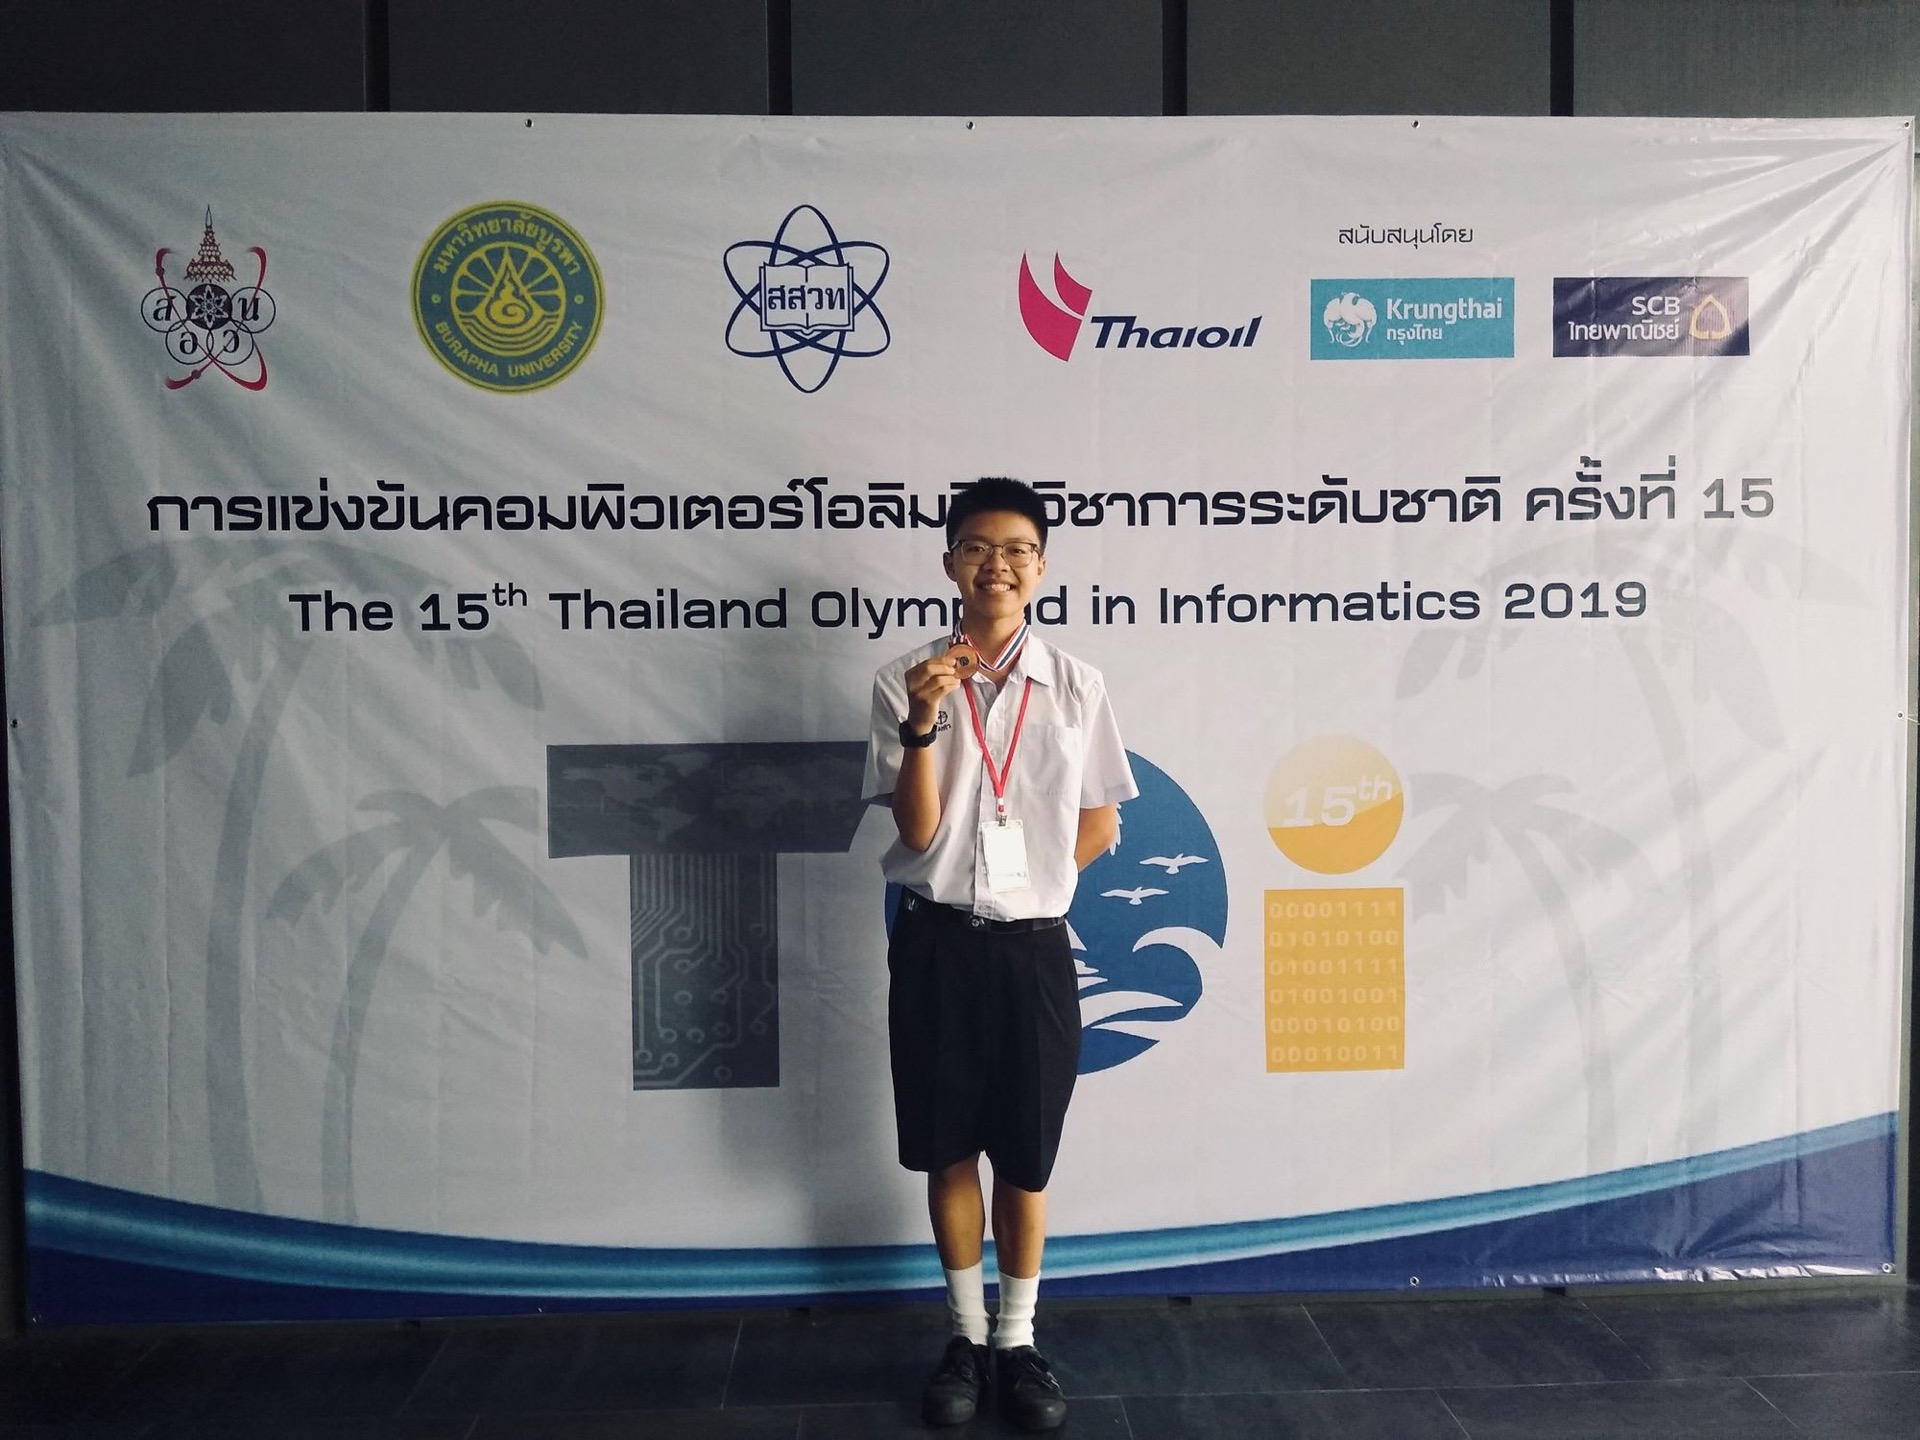 สอวน
มหาวิทยาลัยบูรพา
BURAPHA UNIVERSITY
สสวท
Thaioil
สนับสนุนโดย
Krungthai
กรุงไทย
SCB
ไทยพาณิชย์
การแข่งขันคอมพิวเตอร์โอลิม วิชาการระดับชาติ ครั้งที่ 15
The 15th Thailand Olymp d in Informatics 2019
T i
15th
00001111
01010100
01001111
01001001
00010100
00010011